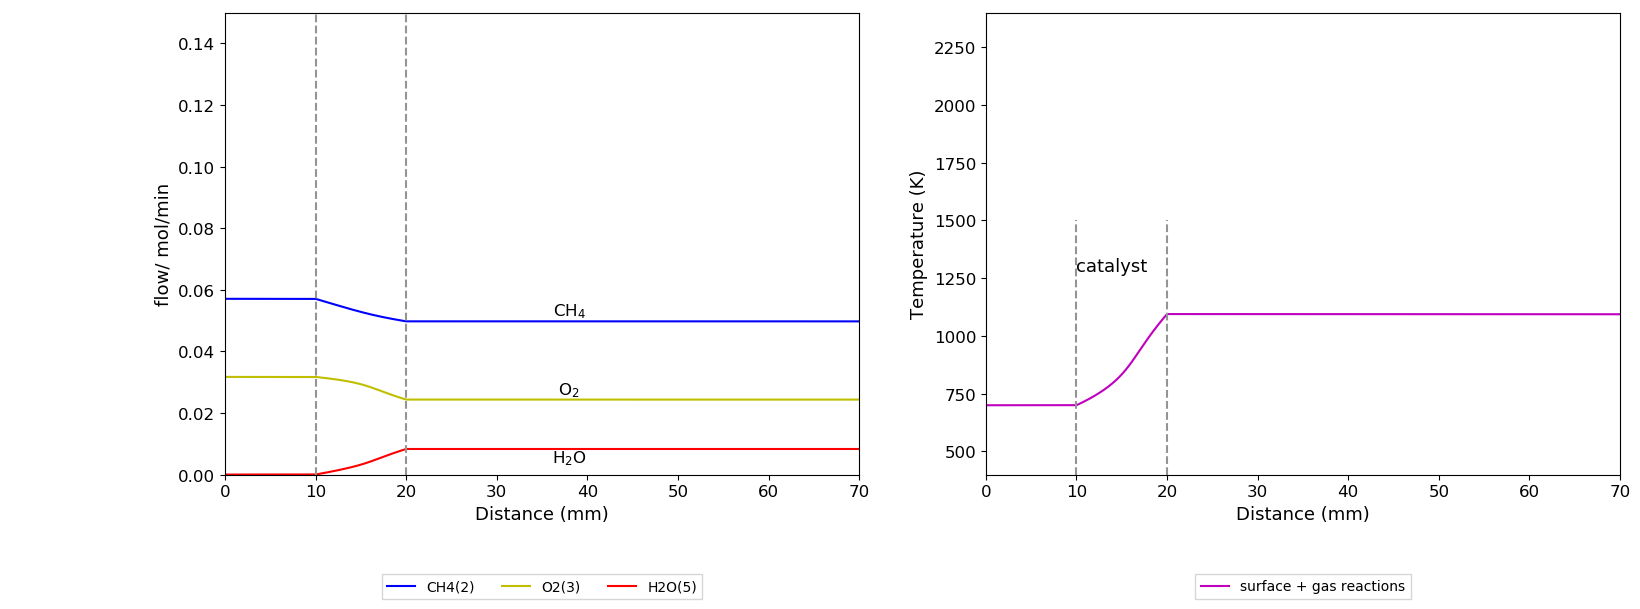 0.14
0.12
0.10
0.08
0.06
0.04
0.02
0.00
flow/ mol/min
CH₄
O₂
H₂O
0 10 20 30 40 50 60 70
Distance (mm)
CH4(2) O2(3) H2O(5)
2250
2000
1750
1500
1250
1000
750
500
Temperature (K)
catalyst
0 10 20 30 40 50 60 70
Distance (mm)
surface + gas reactions